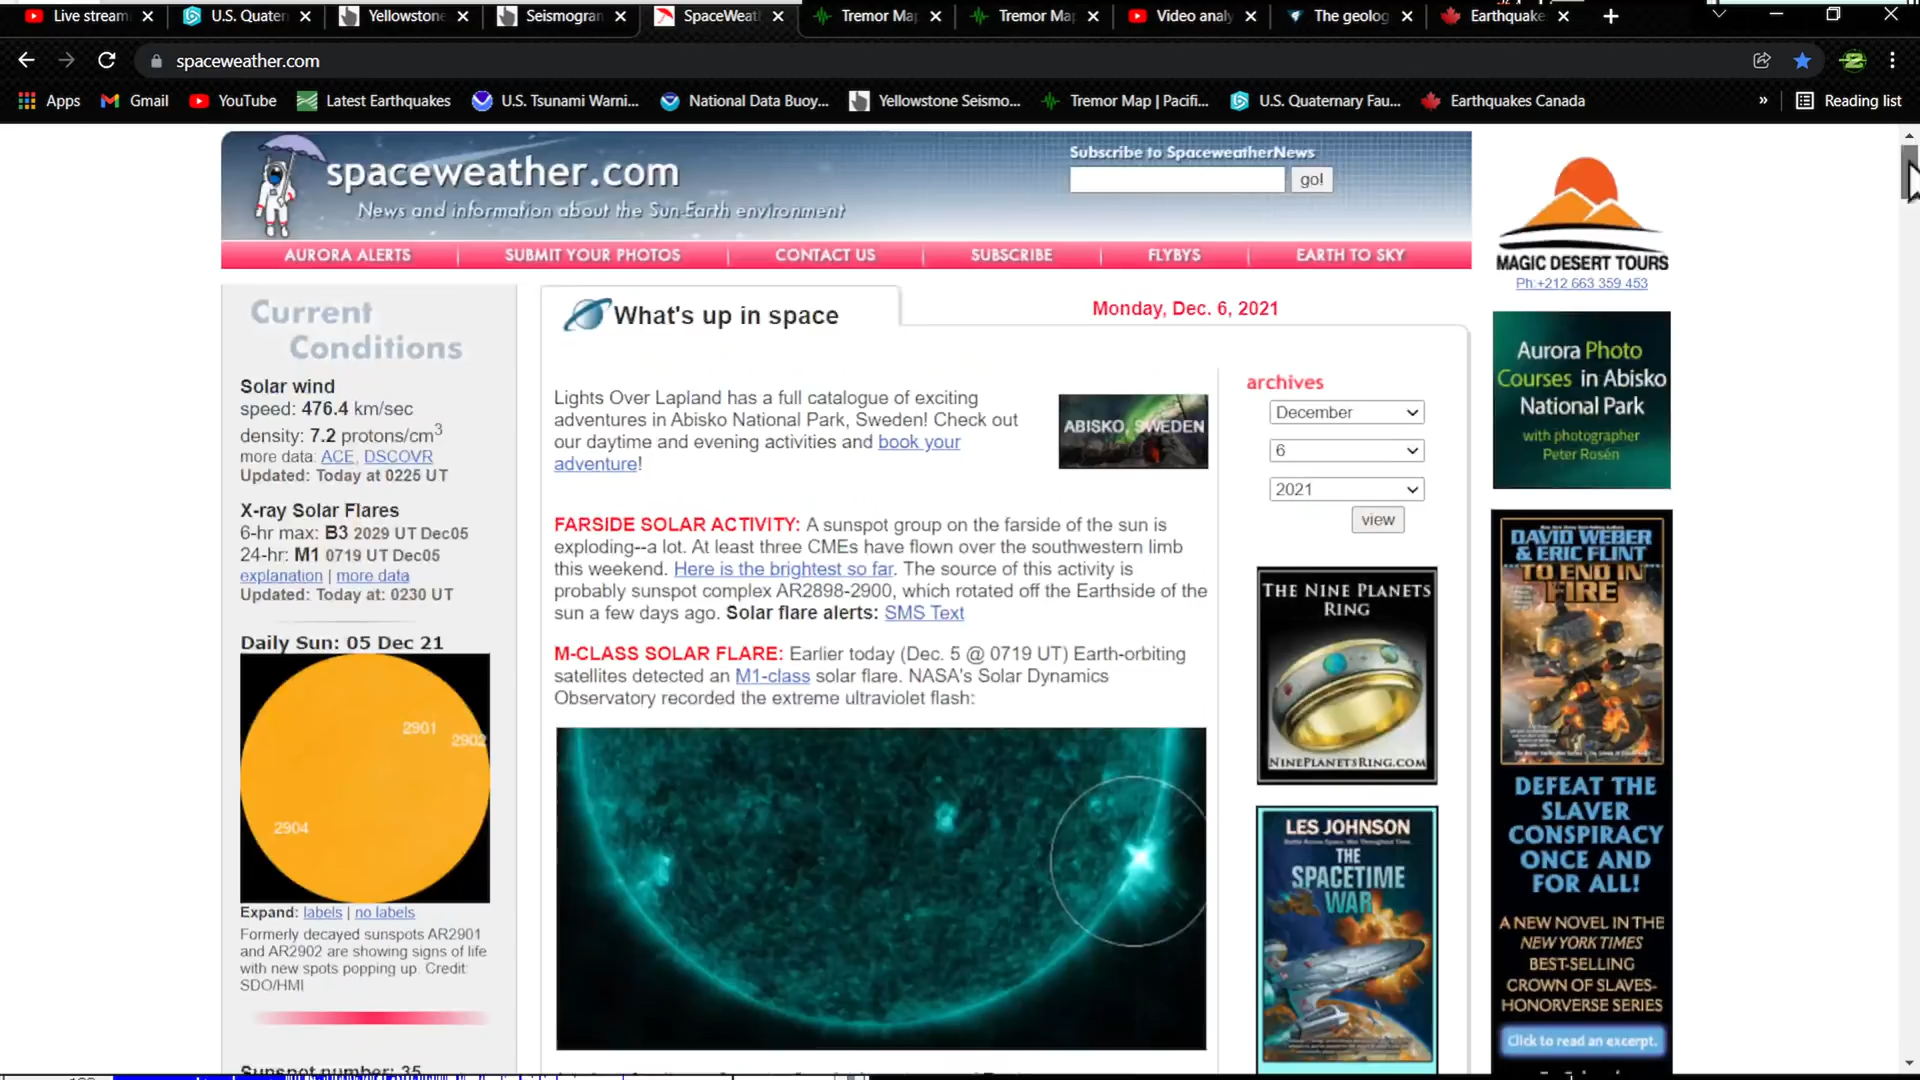 Live stream
U.S. Quater
Yellowstone
Seismogram
SpaceWeat
Tremor Ma
Tremor Ma
Video analy
The geolog
Earthquake
spaceweather.com
Apps
Gmail
YouTube
Latest Earthquakes
U.S. Tsunami Warni...
National Data Buoy...
Yellowstone Seismo...
Tremor Map | Pacifi...
U.S. Quaternary Fau...
Earthquakes Canada
»
Reading list
spaceweather.com
News and information about the Sun-Earth environment
Subscribe to SpaceweatherNews
go!
AURORA ALERTS
SUBMIT YOUR PHOTOS
CONTACT US
SUBSCRIBE
FLYBYS
EARTH TO SKY
Current
Conditions
Solar wind
speed: 476.4 km/sec
density: 7.2 protons/cm3
more data: ACE, DSCOVR
Updated: Today at 0225 UT
X-ray Solar Flares
6-hr max: B3 2029 UT Dec05
24-hr: M1 0719 UT Dec05
explanation | more data
Updated: Today at: 0230 UT
Daily Sun: 05 Dec 21
2901
2902
2904
Expand: labels | no labels
Formerly decayed sunspots AR2901
and AR2902 are showing signs of life
with new spots popping up. Credit:
SDO/HMI
Sunspot number: 35
What's up in space
Monday, Dec. 6, 2021
Lights Over Lapland has a full catalogue of exciting
adventures in Abisko National Park, Sweden! Check out
our daytime and evening activities and book your
adventure!
ABISKO, SWEDEN
FARSIDE SOLAR ACTIVITY: A sunspot group on the farside of the sun is
exploding--a lot. At least three CMEs have flown over the southwestern limb
this weekend. Here is the brightest so far. The source of this activity is
probably sunspot complex AR2898-2900, which rotated off the Earthside of the
sun a few days ago. Solar flare alerts: SMS Text
M-CLASS SOLAR FLARE: Earlier today (Dec. 5 @ 0719 UT) Earth-orbiting
satellites detected an M1-class solar flare. NASA's Solar Dynamics
Observatory recorded the extreme ultraviolet flash:
archives
December
6
2021
view
THE NINE PLANETS
RING
NINEPLANETSRING.COM
LES JOHNSON
THE
SPACETIME
WAR
MAGIC DESERT TOURS
Ph:+212 663 359 453
Aurora Photo
Courses in Abisko
National Park
with photographer
Peter Rosén
DAVID WEBER
& ERIC FLINT
TO END IN
FIRE
DEFEAT THE
SLAVER
CONSPIRACY
ONCE AND
FOR ALL!
A NEW NOVEL IN THE
NEW YORK TIMES
BEST-SELLING
CROWN OF SLAVES-
HONORVERSE SERIES
Click to read an excerpt.